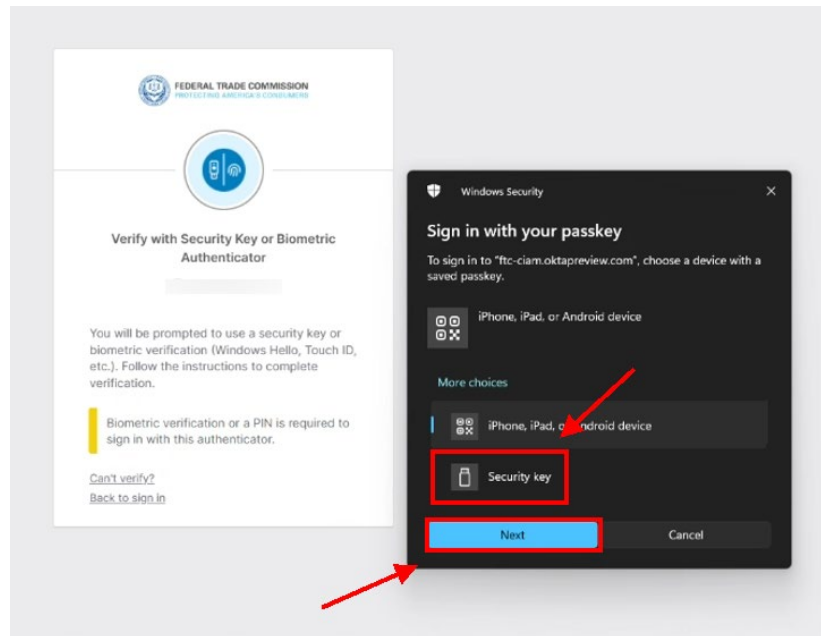 FEDERAL TRADE COMMISSION
PROTECTING AMERICA'S CONSUMERS
Verify with Security Key or Biometric
Authenticator
You will be prompted to use a security key or
biometric verification (Windows Hello, Touch ID,
etc.). Follow the instructions to complete
verification.
Biometric verification or a PIN is required to
sign in with this authenticator.
Can't verify?
Back to sign in
Windows Security
Sign in with your passkey
To sign in to "ftc-ciam.oktapreview.com", choose a device with a
saved passkey.
iPhone, iPad, or Android device
More choices
iPhone, iPad, or Android device
Security key
Next Cancel